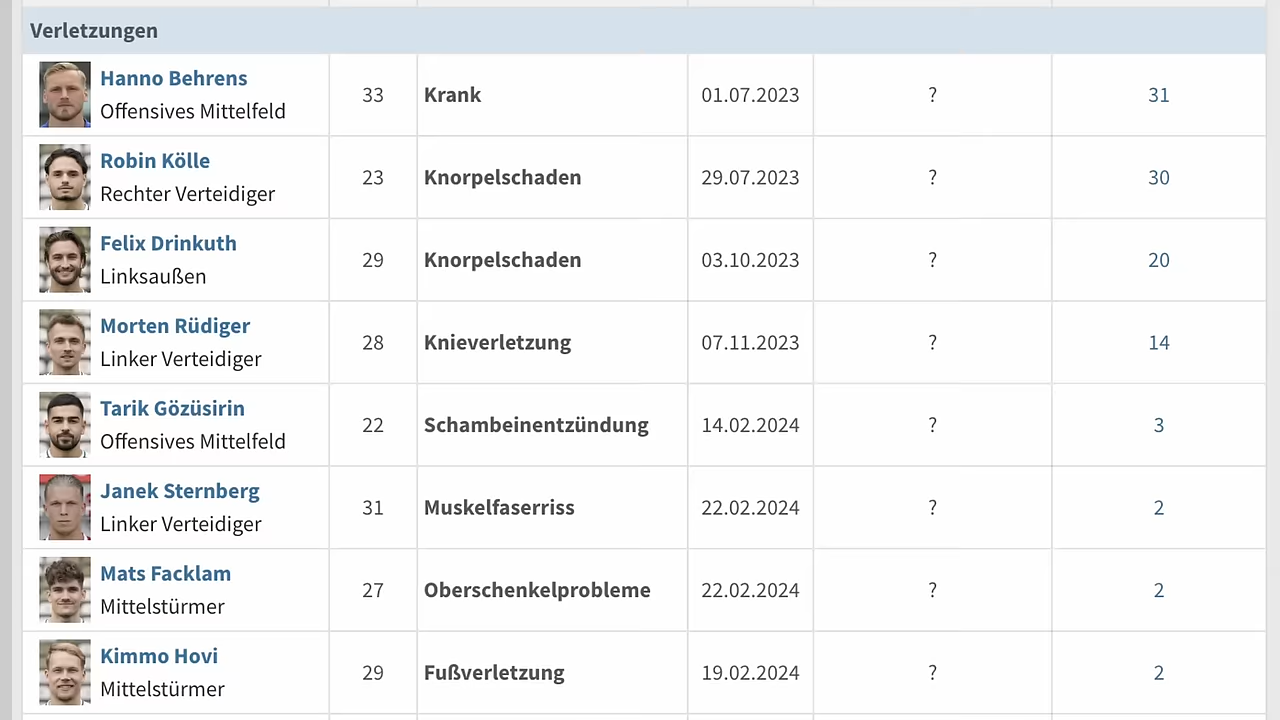 Verletzungen
Hanno Behrens
Offensives Mittelfeld
33
Krank
01.07.2023
?
31
Robin Kölle
Rechter Verteidiger
23
Knorpelschaden
29.07.2023
?
30
Felix Drinkuth
Linksaußen
29
Knorpelschaden
03.10.2023
?
20
Morten Rüdiger
Linker Verteidiger
28
Knieverletzung
07.11.2023
?
14
Tarik Gözüsirin
Offensives Mittelfeld
22
Schambeinentzündung
14.02.2024
?
3
Janek Sternberg
Linker Verteidiger
31
Muskelfaserriss
22.02.2024
?
2
Mats Facklam
Mittelstürmer
27
Oberschenkelprobleme
22.02.2024
?
2
Kimmo Hovi
Mittelstürmer
29
Fußverletzung
19.02.2024
?
2